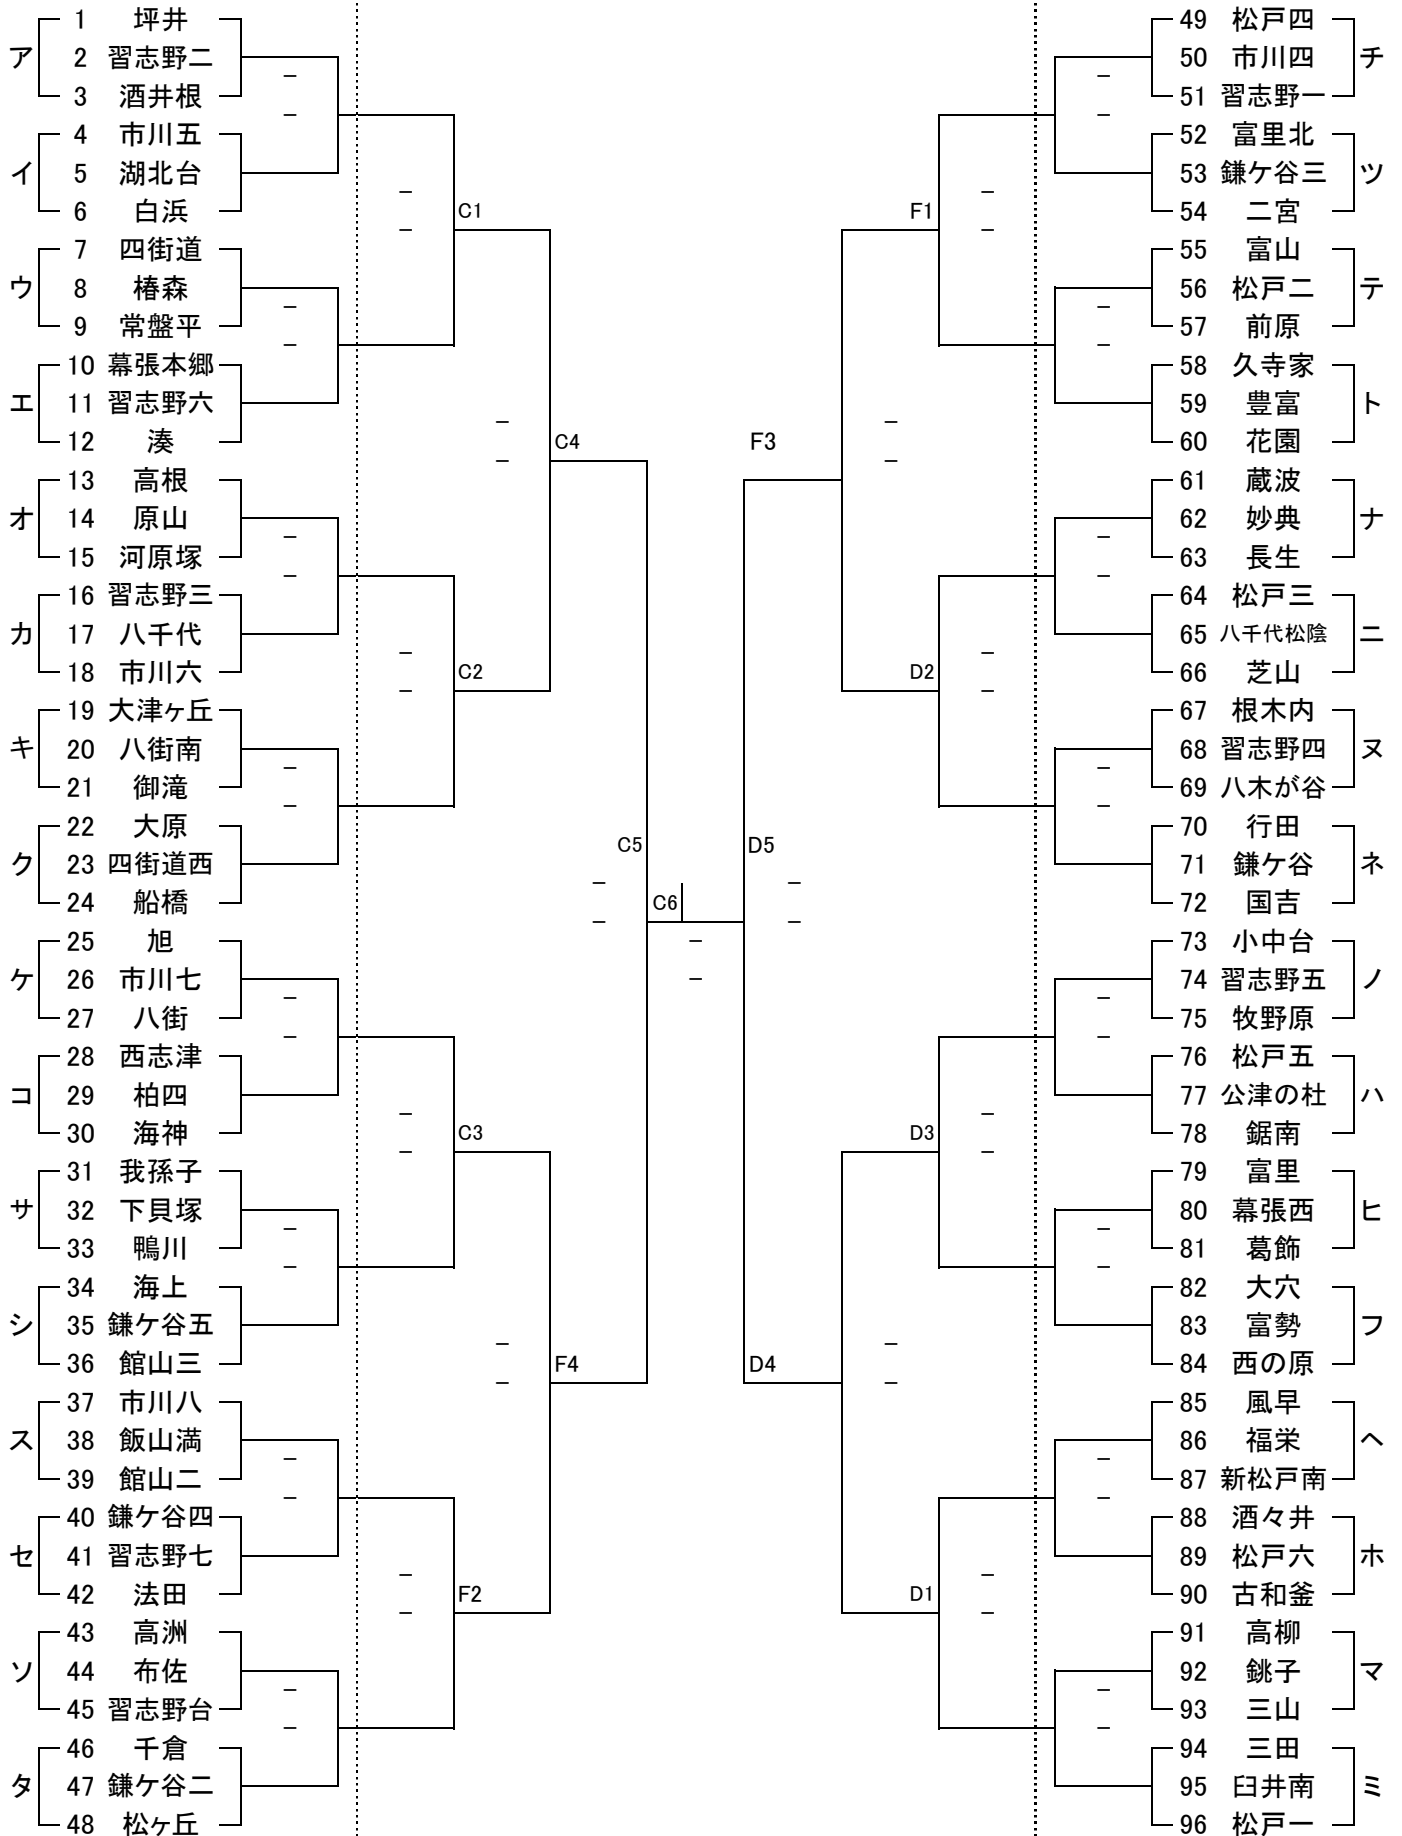 ア
1 坪井
2 習志野二
3 酒井根
イ
4 市川五
5 湖北台
6 白浜
ウ
7 四街道
8 椿森
9 常盤平
エ
10 幕張本郷
11 習志野六
12 湊
オ
13 高根
14 原山
15 河原塚
カ
16 習志野三
17 八千代
18 市川六
キ
19 大津ヶ丘
20 八街南
21 御滝
ク
22 大原
23 四街道西
24 船橋
ケ
25 旭
26 市川七
27 八街
コ
28 西志津
29 柏四
30 海神
サ
31 我孫子
32 下貝塚
33 鴨川
シ
34 海上
35 鎌ケ谷五
36 館山三
ス
37 市川八
38 飯山満
39 館山二
セ
40 鎌ケ谷四
41 習志野七
42 法田
ソ
43 高洲
44 布佐
45 習志野台
タ
46 千倉
47 鎌ケ谷二
48 松ヶ丘
C1
C2
C3
F2
C4
F4
C5
C6
D5
F3
D4
F1
D2
D3
D1
49 松戸四
50 市川四
51 習志野一
チ
52 富里北
53 鎌ケ谷三
54 二宮
ツ
55 富山
56 松戸二
57 前原
テ
58 久寺家
59 豊富
60 花園
ト
61 蔵波
62 妙典
63 長生
ナ
64 松戸三
65 八千代松陰
66 芝山
ニ
67 根木内
68 習志野四
69 八木が谷
ヌ
70 行田
71 鎌ケ谷
72 国吉
ネ
73 小中台
74 習志野五
75 牧野原
ノ
76 松戸五
77 公津の杜
78 鋸南
ハ
79 富里
80 幕張西
81 葛飾
ヒ
82 大穴
83 富勢
84 西の原
フ
85 風早
86 福栄
87 新松戸南
ヘ
88 酒々井
89 松戸六
90 古和釜
ホ
91 高柳
92 銚子
93 三山
マ
94 三田
95 臼井南
96 松戸一
ミ